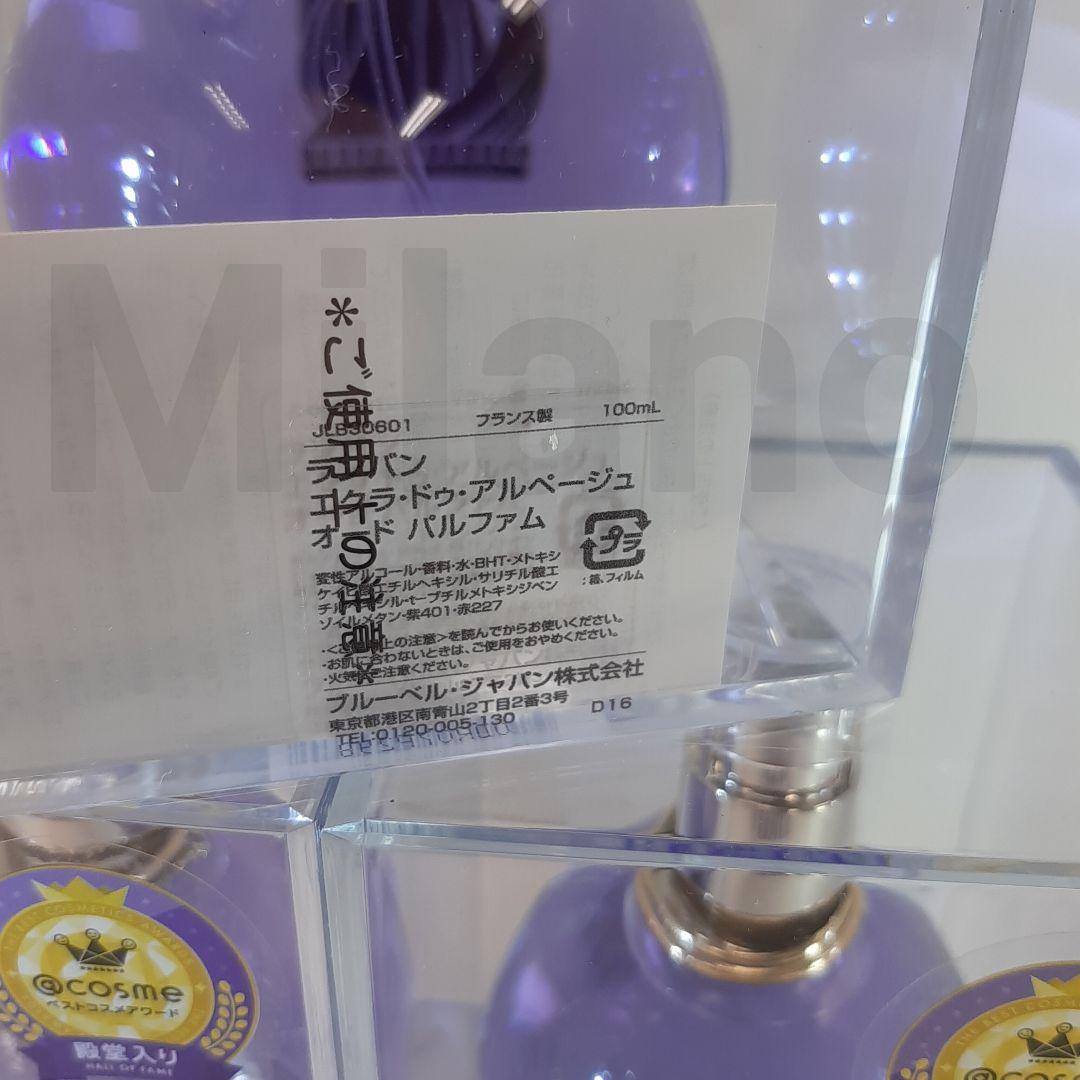 Milano
*ご使用上の注意*
JLB30601 フランス製 100mL
ランバン
エクラ・ドゥ・アルページュ
オード パルファム
プラ
:箱、フィルム
変性アルコール・香料・水・BHT・メトキシ
ケイヒ酸エチルヘキシル・サリチル酸エ
チルヘキシル・t-ブチルメトキシジベン
ゾイルメタン・紫401・赤227
・<ご使用上の注意>を読んでからお使いください。
・お肌に合わないときは、ご使用をおやめください。
・火気にご注意ください。
ブルーベル・ジャパン株式会社
東京都港区南青山2丁目2番3号
TEL:0120-005-130 D16
THE BEST COSMETICS AWARD
@cosme
ベストコスメアワード
殿堂入り
HALL OF FAME
THE BEST COSME
@cosme